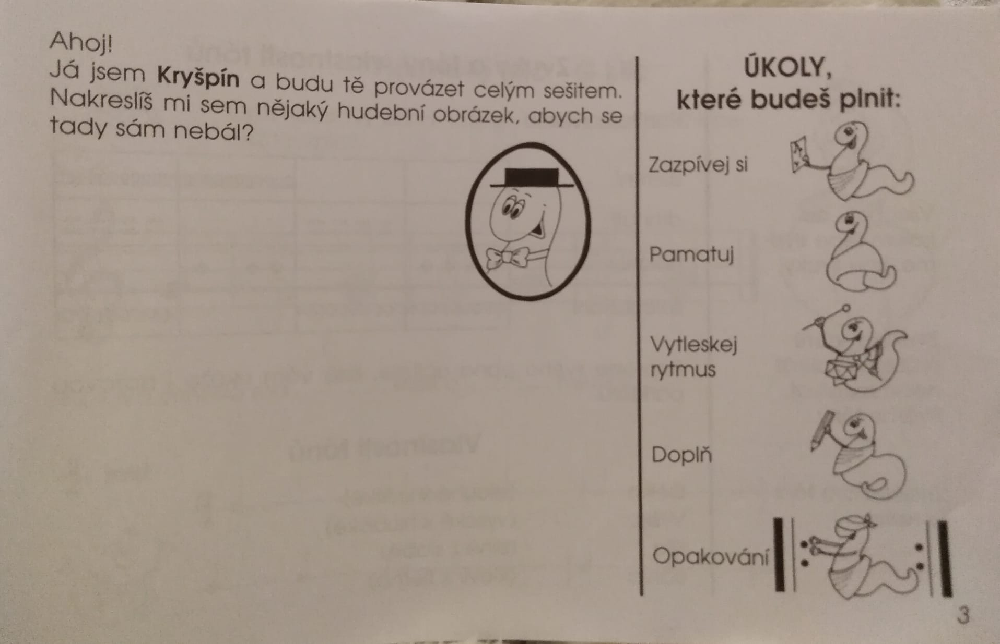 Ahoj!
Já jsem Kryšpín a budu tě provázet celým sešitem.
Nakreslíš mi sem nějaký hudební obrázek, abych se
tady sám nebál?
ÚKOLY,
které budeš plnit:
Zazpívej si
Pamatuj
Vytleskej
rytmus
Doplň
Opakování
3